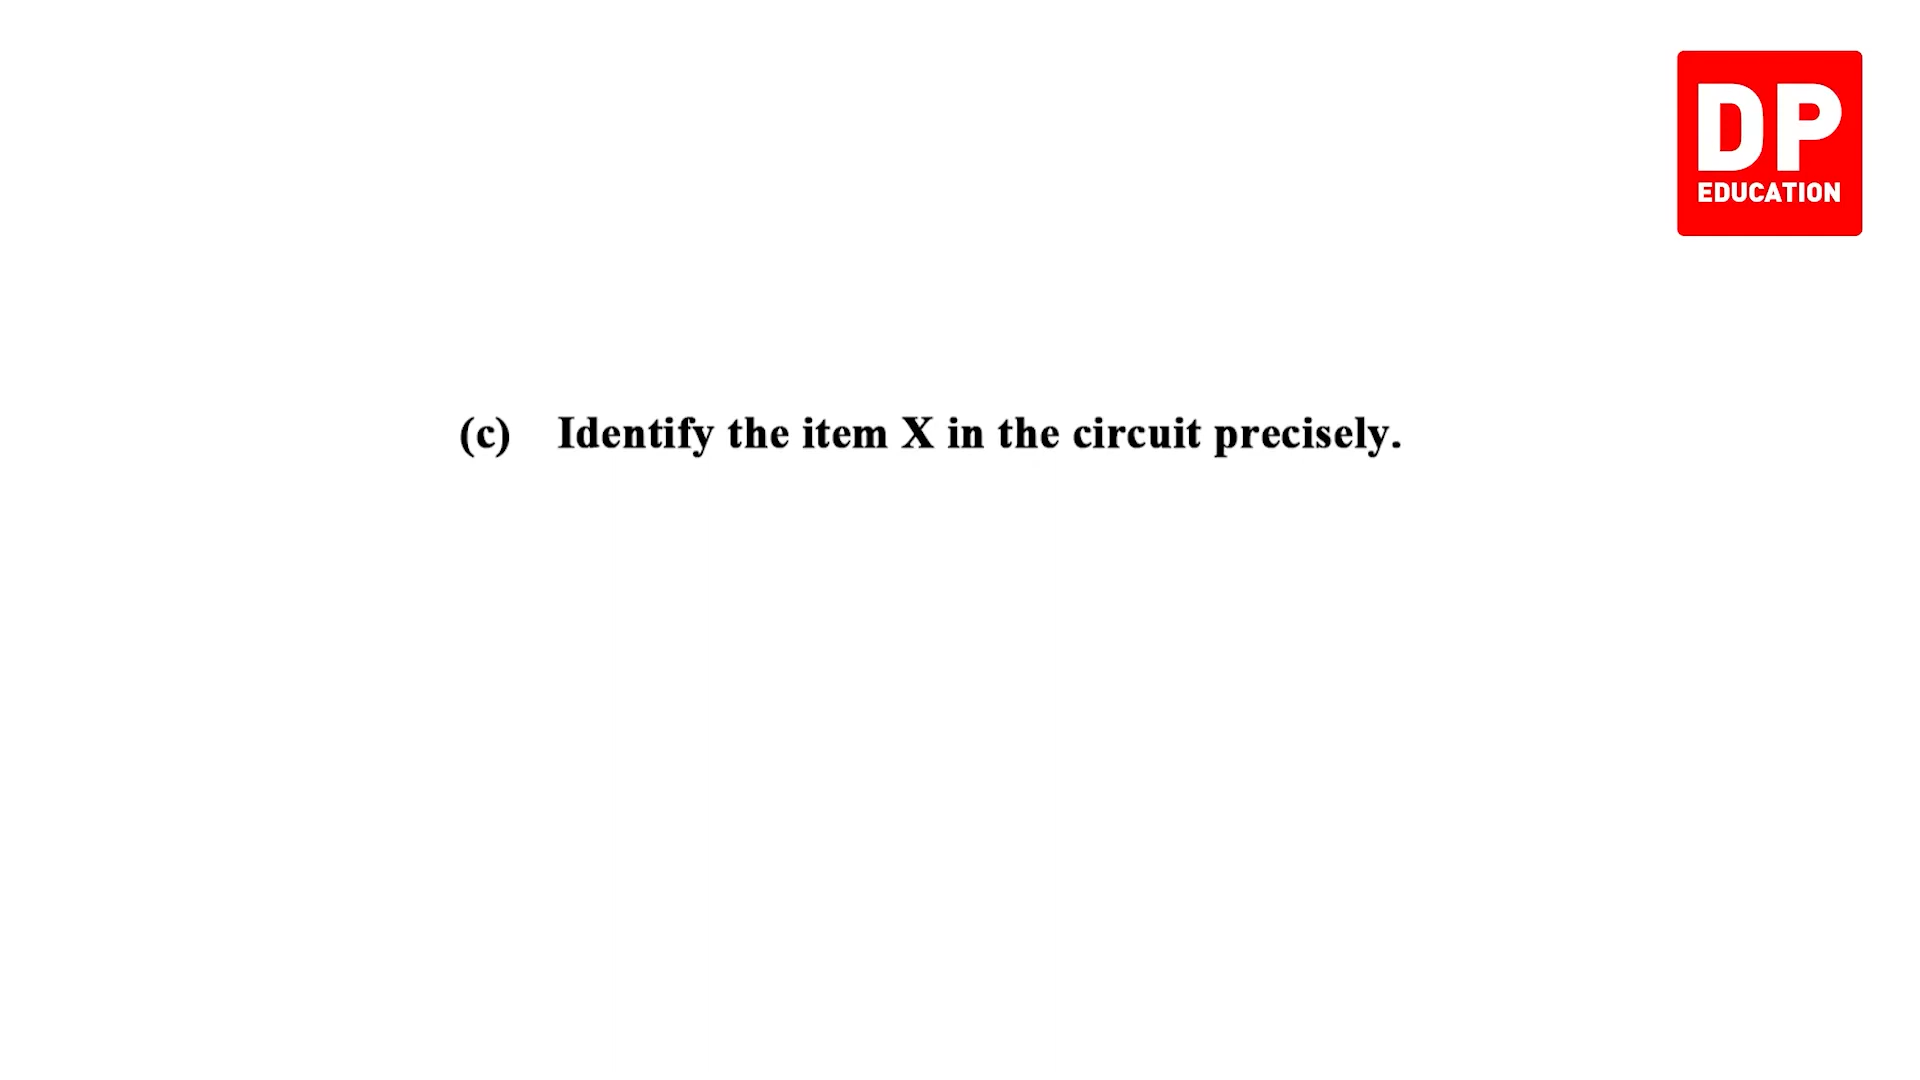 DP
EDUCATION
(c) Identify the item X in the circuit precisely.